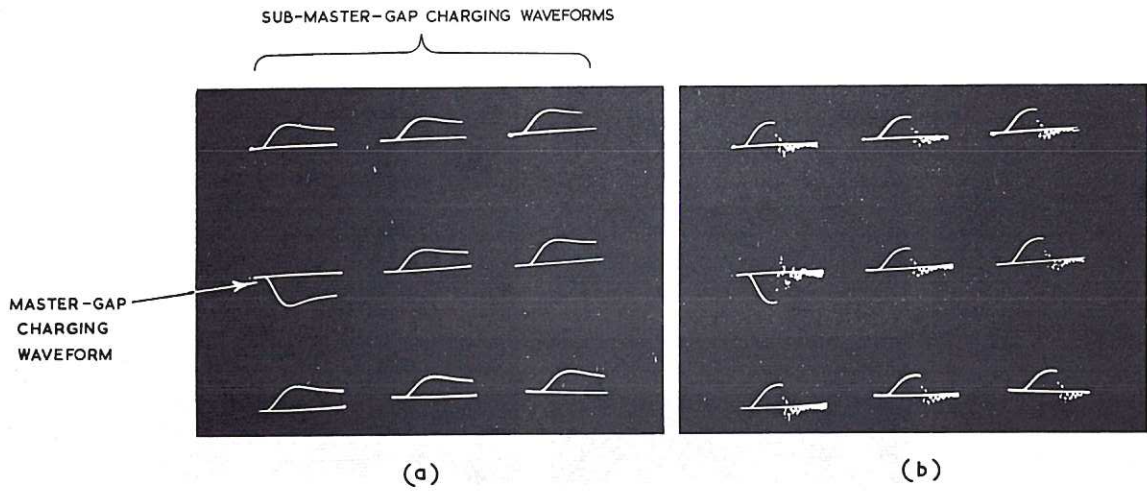 SUB-MASTER-GAP CHARGING WAVEFORMS
MASTER-GAP
CHARGING
WAVEFORM
(a)
(b)